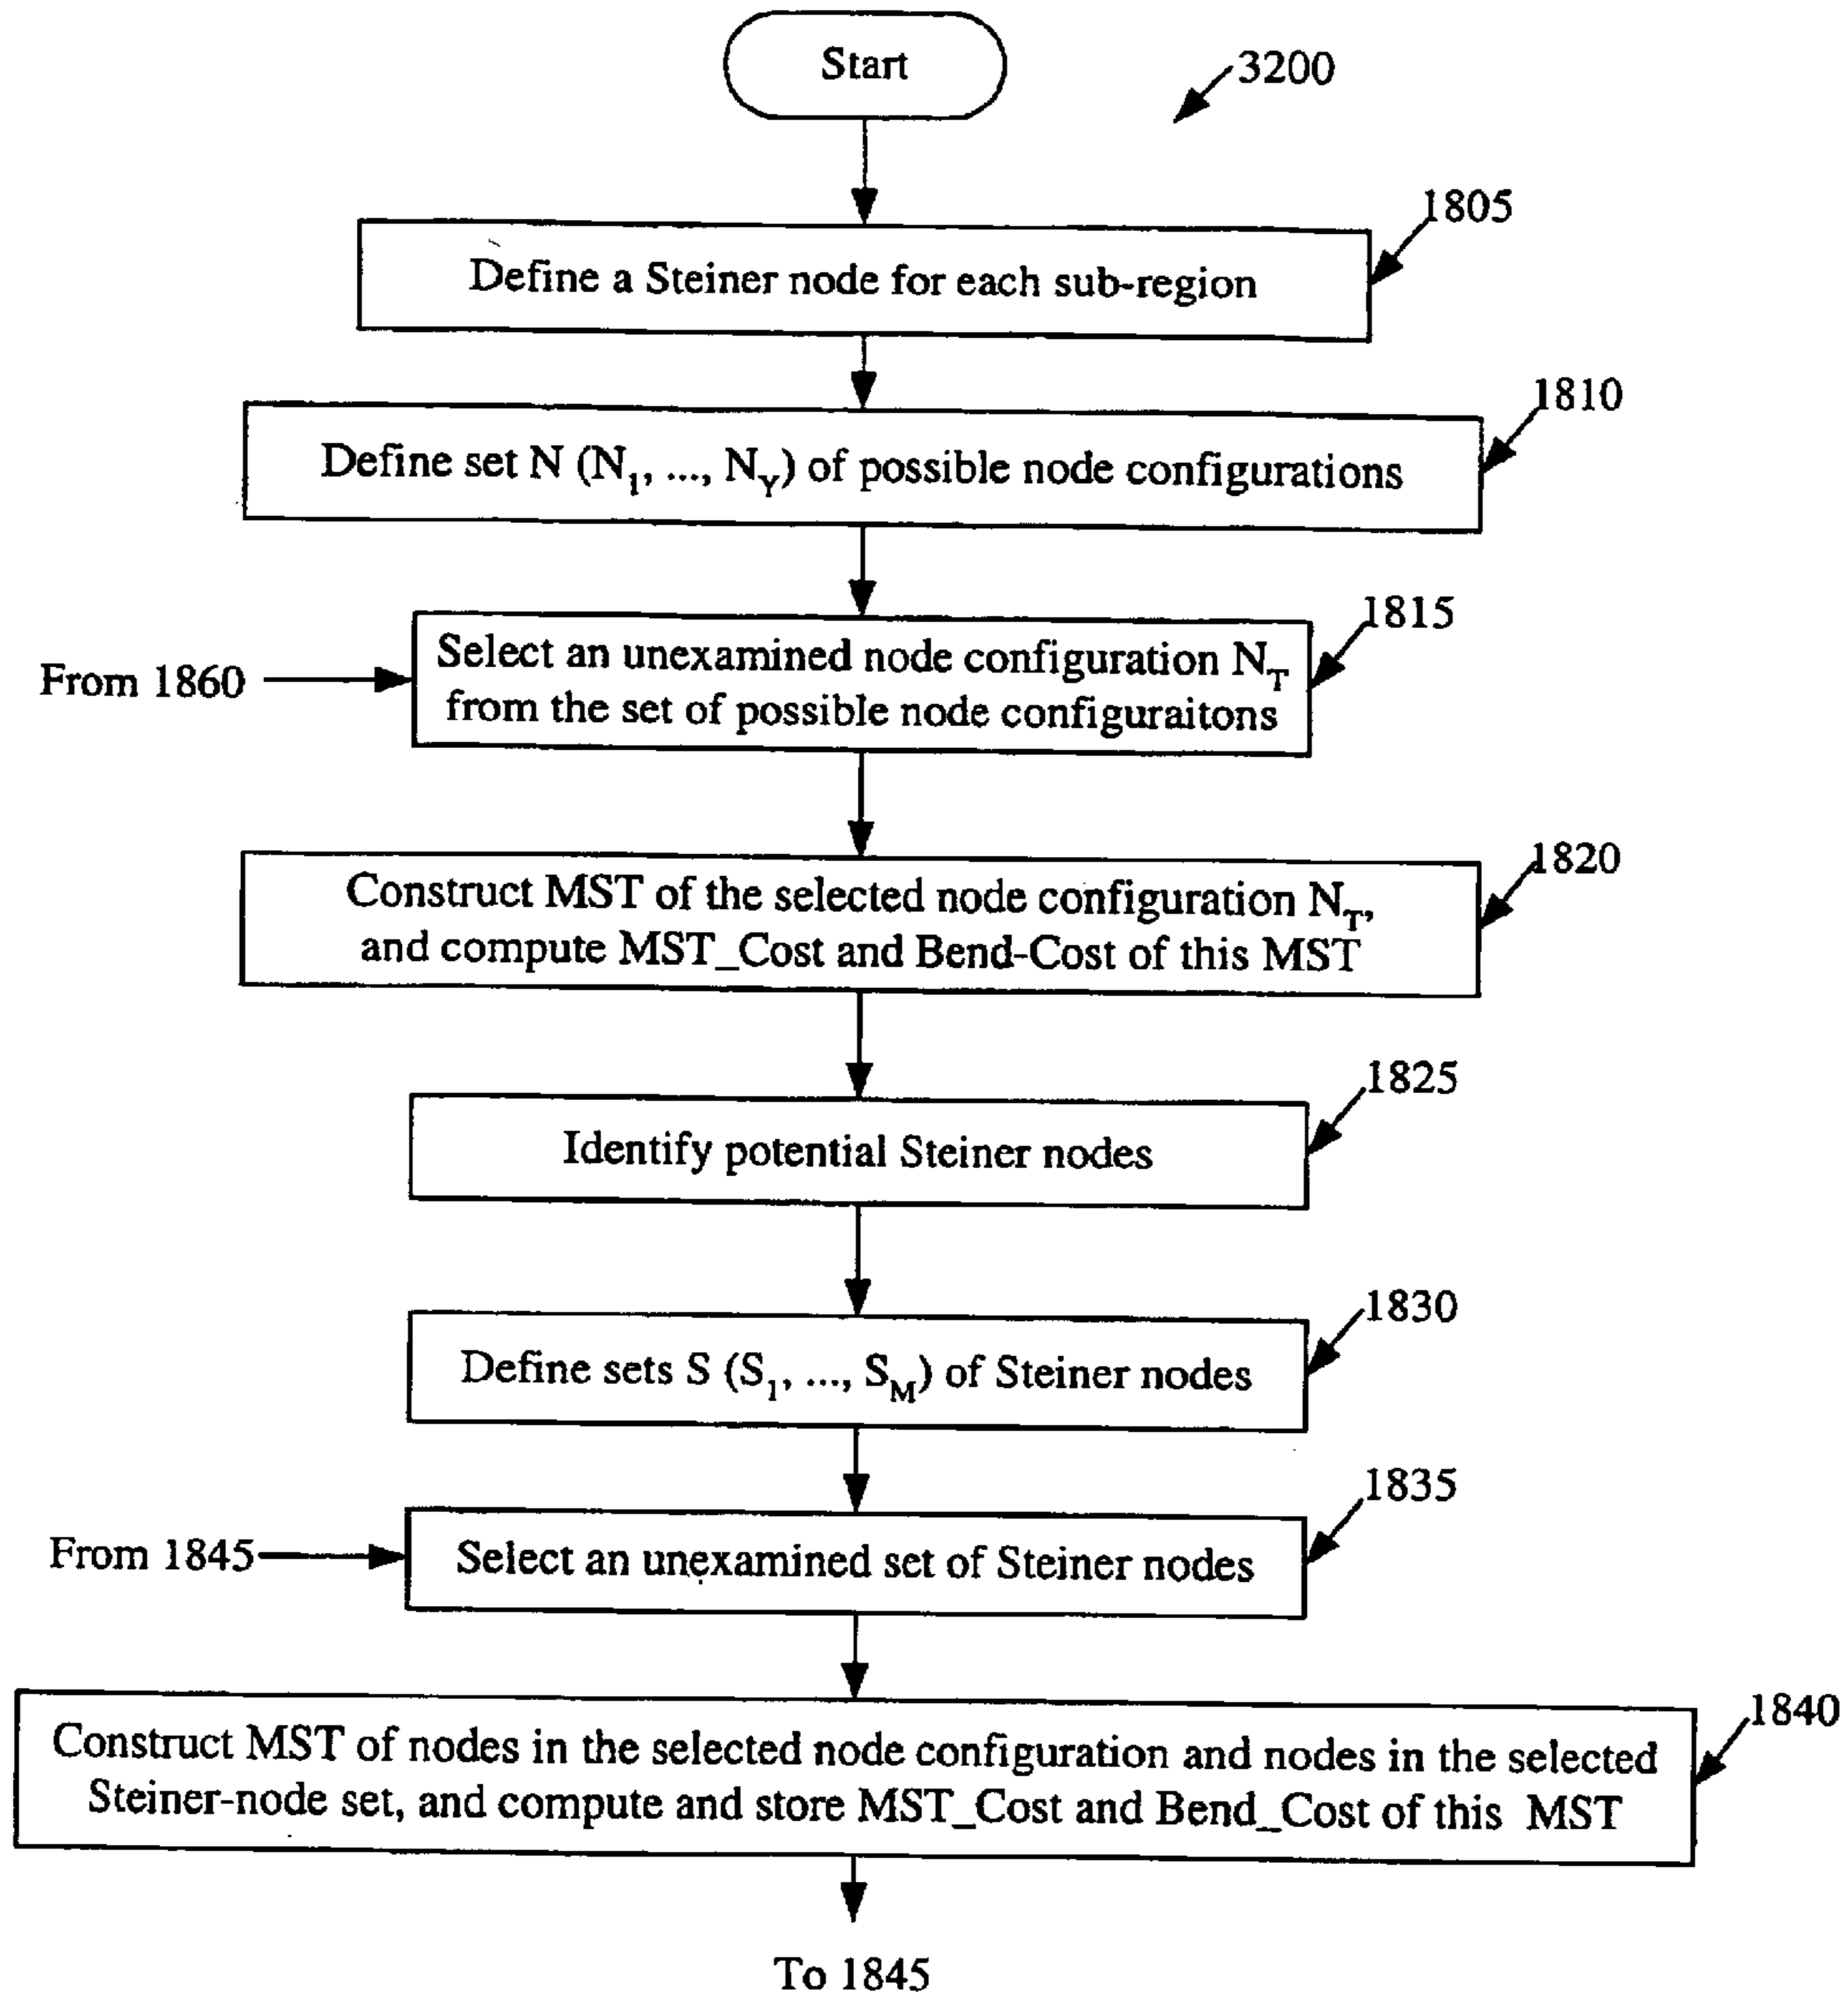 Start
3200
1805
Define a Steiner node for each sub-region
1810
Define set N (N1, ..., NY) of possible node configurations
1815
From 1860
Select an unexamined node configuration NT
from the set of possible node configuraitons
1820
Construct MST of the selected node configuration NT,
and compute MST_Cost and Bend-Cost of this MST
1825
Identify potential Steiner nodes
1830
Define sets S (S1, ..., SM) of Steiner nodes
1835
From 1845
Select an unexamined set of Steiner nodes
1840
Construct MST of nodes in the selected node configuration and nodes in the selected
Steiner-node set, and compute and store MST_Cost and Bend_Cost of this MST
To 1845